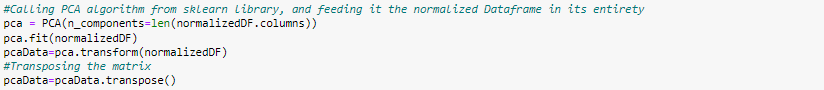 #Calling PCA algorithm from sklearn library, and feeding it the normalized Dataframe in its entirety
pca = PCA(n_components=len(normalizedDF.columns))
pca.fit(normalizedDF)
pcaData=pca.transform(normalizedDF)
#Transposing the matrix
pcaData=pcaData.transpose()